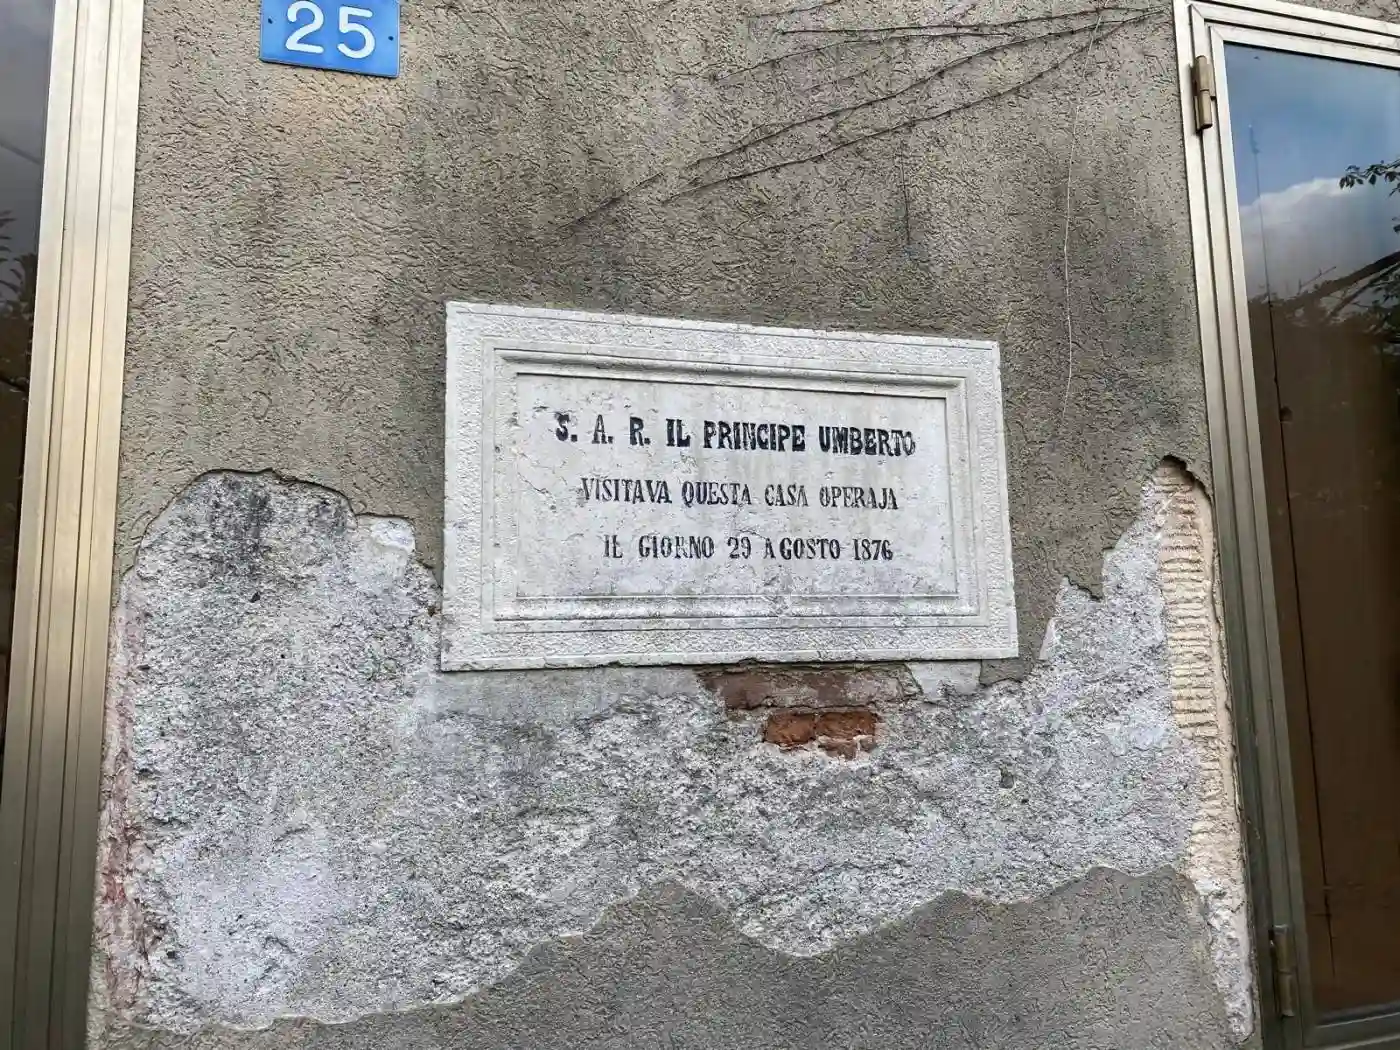 25
S. A. R. IL PRINCIPE UMBERTO
VISITAVA QUESTA CASA OPERAJA
IL GIORNO 29 AGOSTO 1876